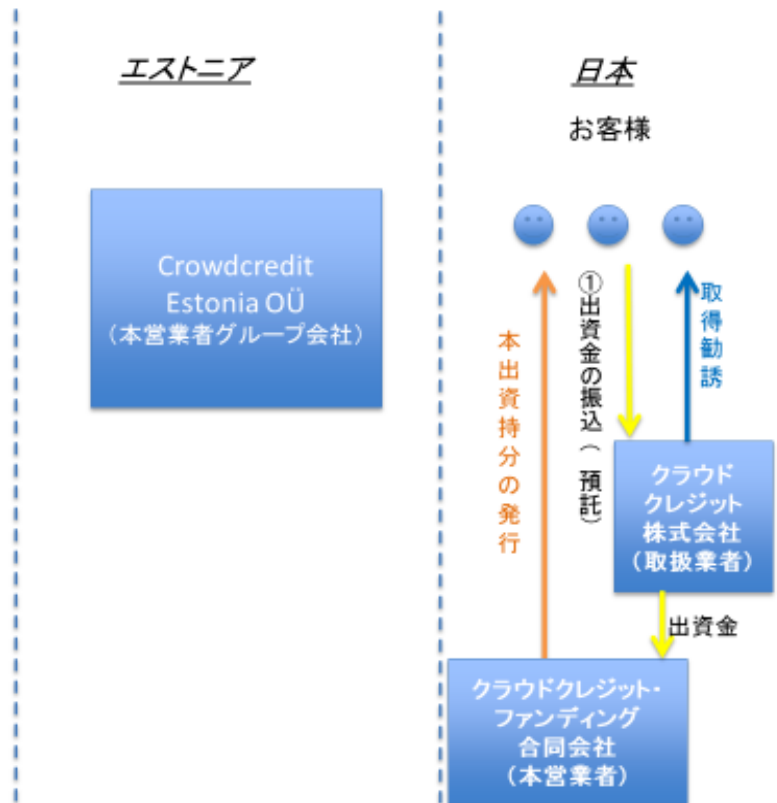 エストニア
日本
お客様
Crowdcredit
Estonia OÜ
（本営業者グループ会社）
本出資持分の発行
①出資金の振込（ 預託）
取得勧誘
クラウド
クレジット
株式会社
（取扱業者）
出資金
クラウドクレジット・
ファンディング
合同会社
（本営業者）